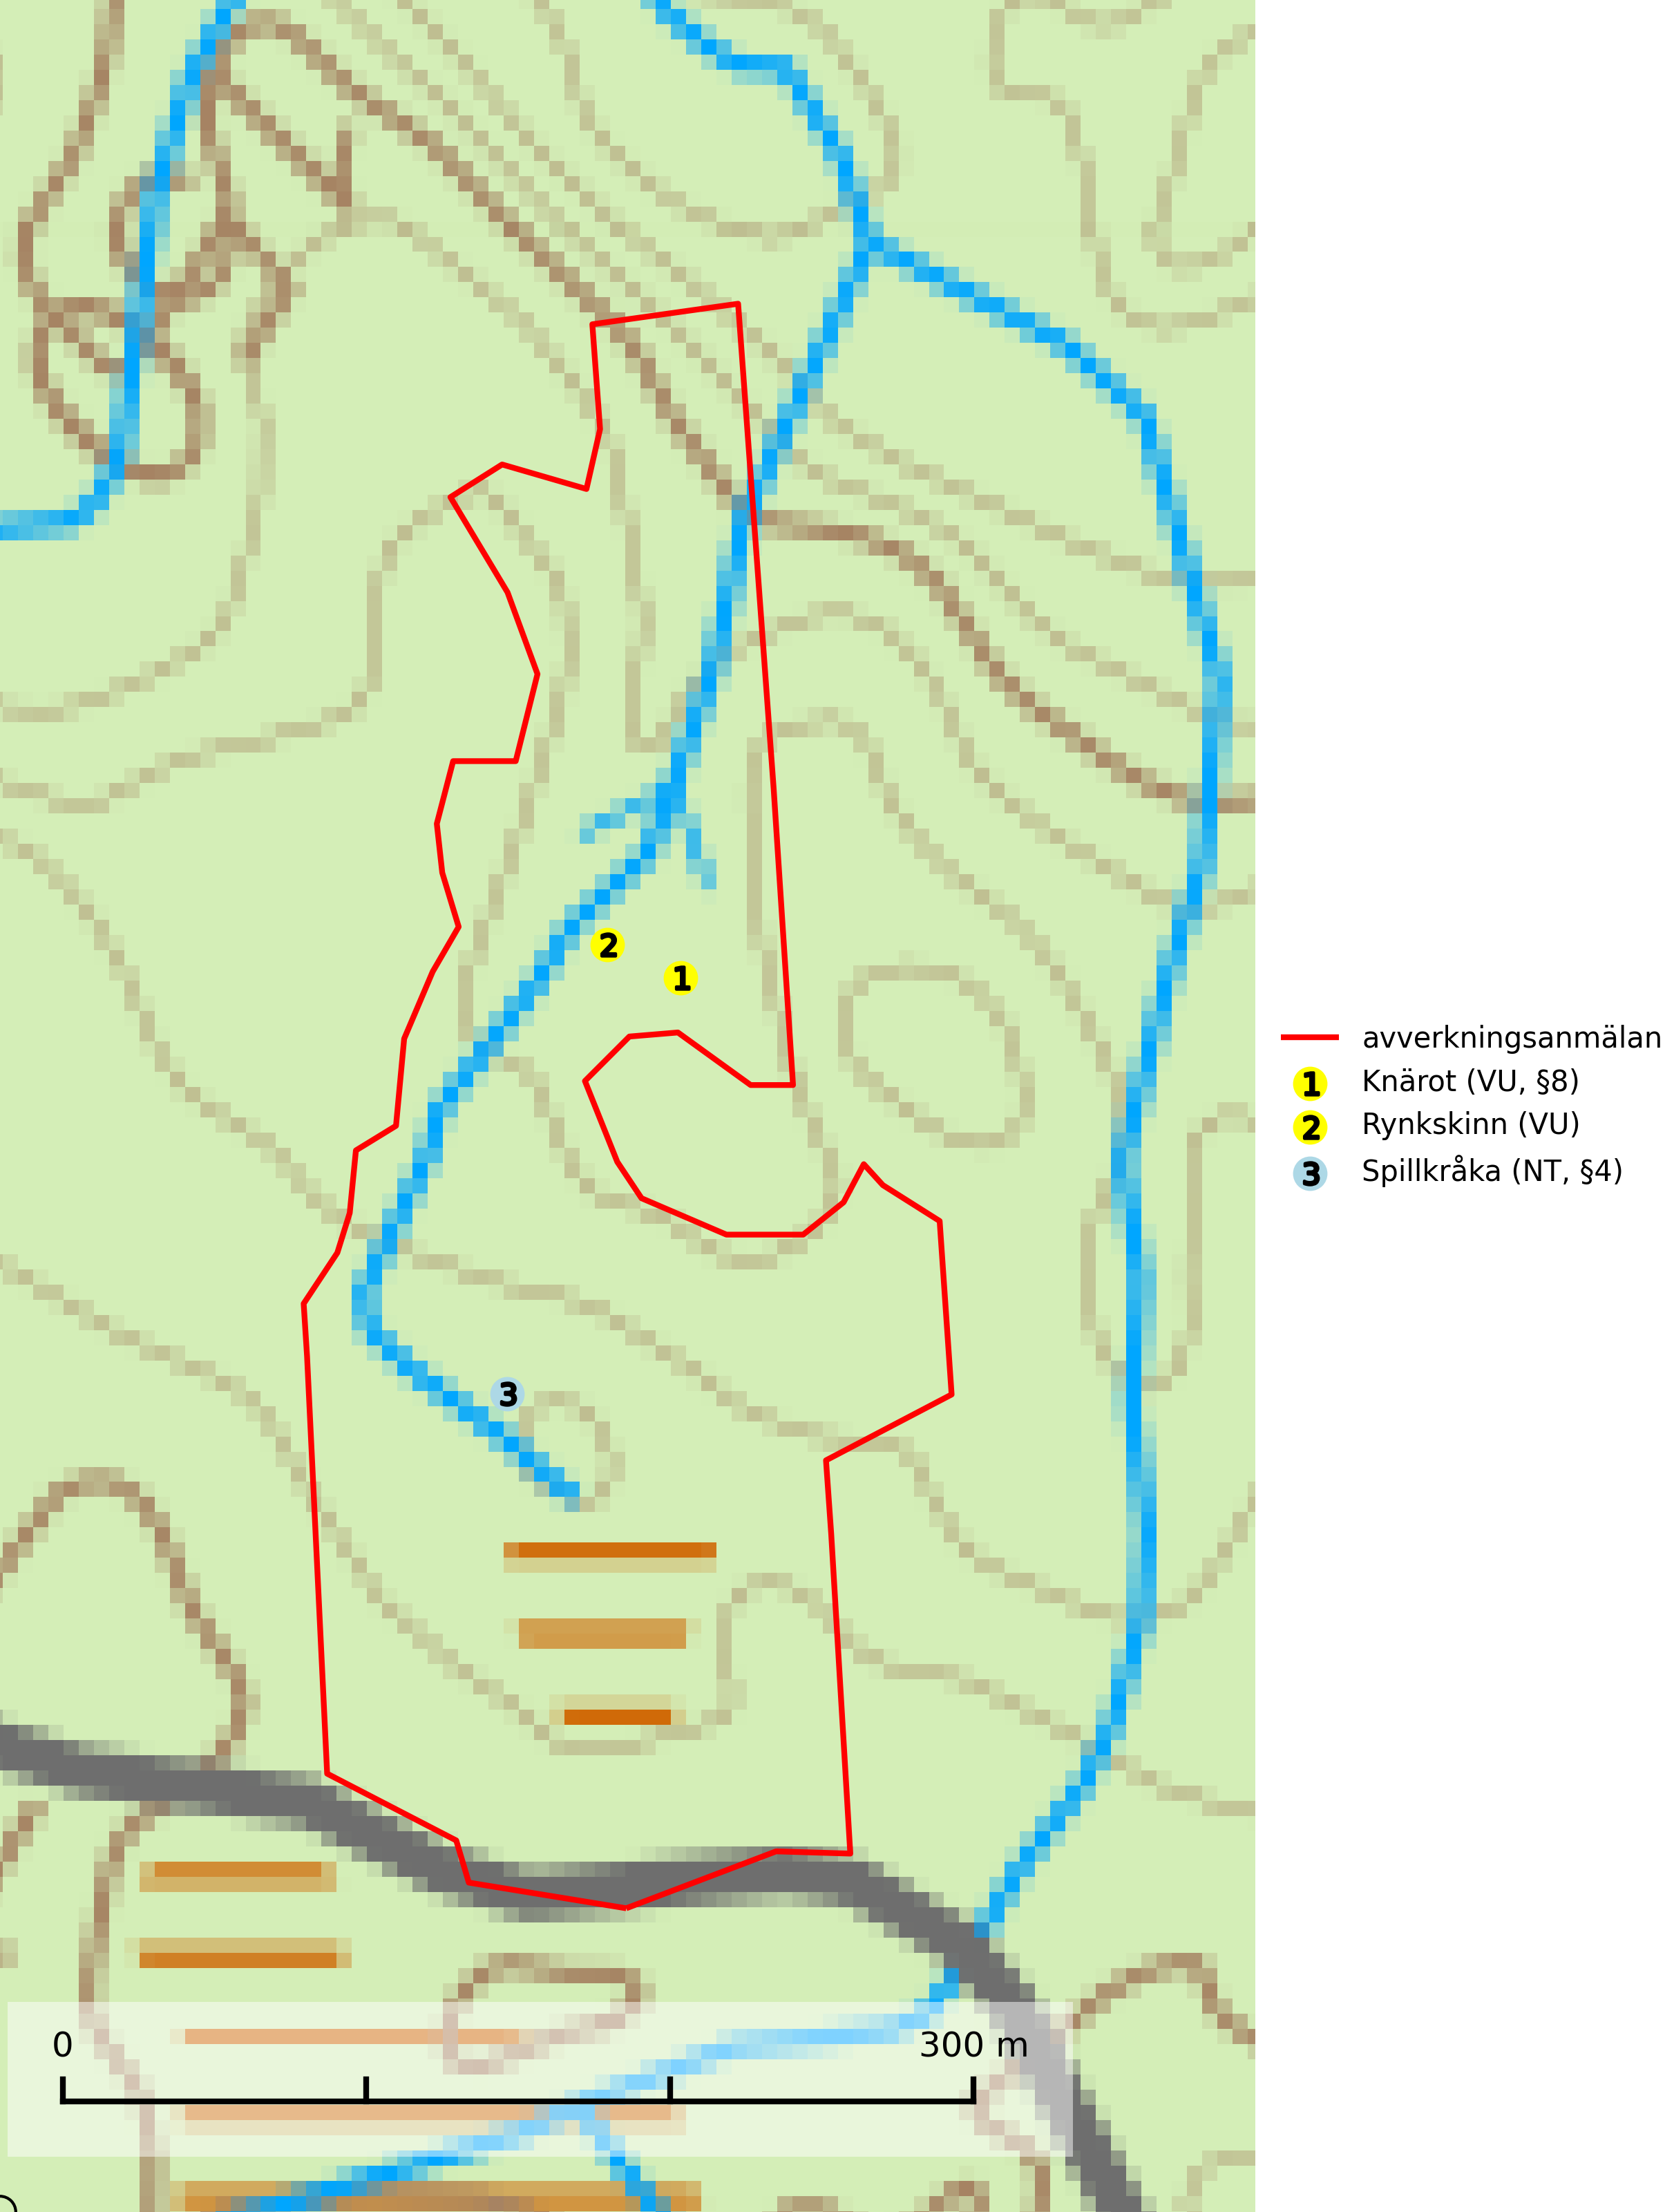 2
1
3
avverkningsanmälan
1 Knärot (VU, §8)
2 Rynkskinn (VU)
3 Spillkråka (NT, §4)
0 300 m